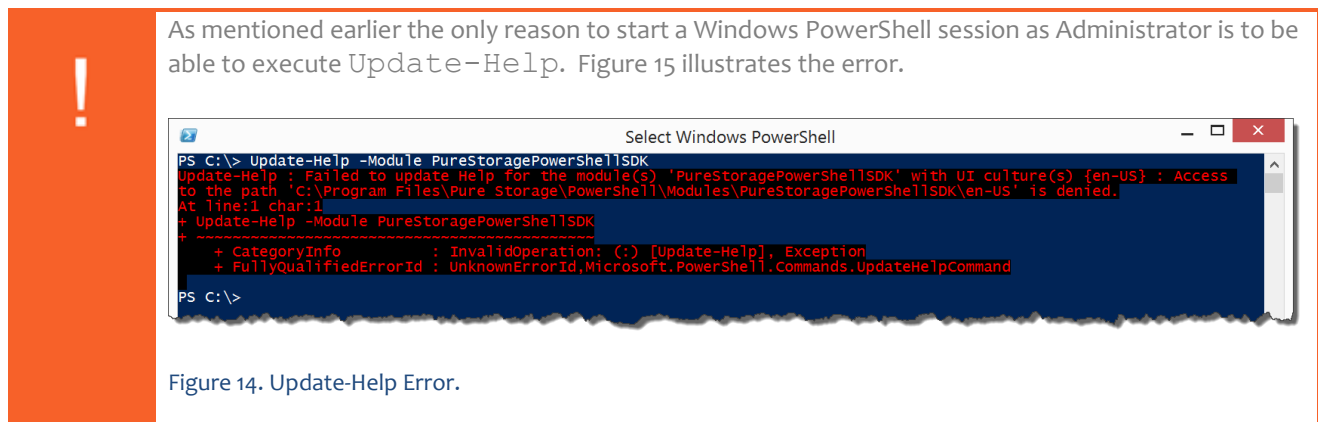 As mentioned earlier the only reason to start a Windows PowerShell session as Administrator is to be
able to execute Update-Help. Figure 15 illustrates the error.
!
Select Windows PowerShell
PS C:\> Update-Help -Module PureStoragePowerShellSDK
Update-Help : Failed to update Help for the module(s) 'PureStoragePowerShellSDK' with UI culture(s) {en-US} : Access
to the path 'C:\Program Files\Pure Storage\PowerShell\Modules\PureStoragePowerShellSDK\en-US' is denied.
At line:1 char:1
+ Update-Help -Module PureStoragePowerShellSDK
+ ~~~~~~~~~~~~~~~~~~~~~~~~~~~~~~~~~~~~~~~~~~~~
+ CategoryInfo : InvalidOperation: (:) [Update-Help], Exception
+ FullyQualifiedErrorId : UnknownErrorId,Microsoft.PowerShell.Commands.UpdateHelpCommand
PS C:\>
Figure 14. Update-Help Error.